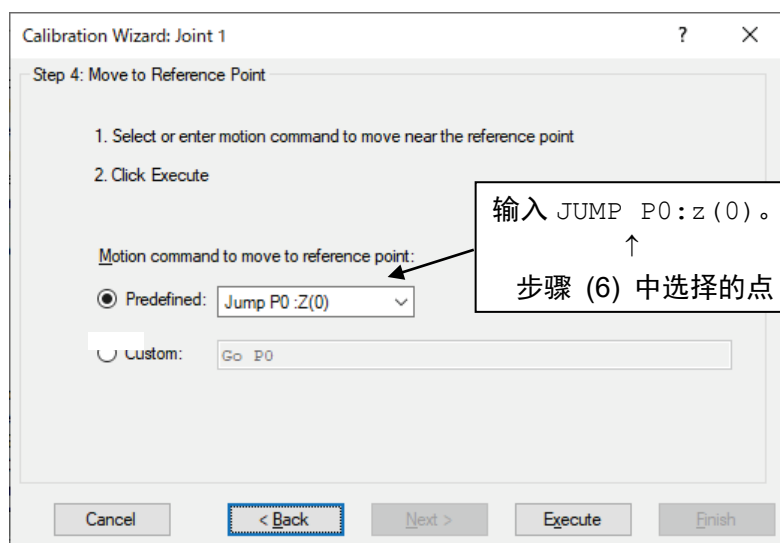 Calibration Wizard: Joint 1
?
Step 4: Move to Reference Point
1. Select or enter motion command to move near the reference point
2. Click Execute
输入 JUMP P0:z(0)。
↑
步骤 (6) 中选择的点
Motion command to move to reference point:
Predefined: Jump P0 :Z(0)
Custom: Go P0
Cancel
< Back
Next >
Execute
Finish